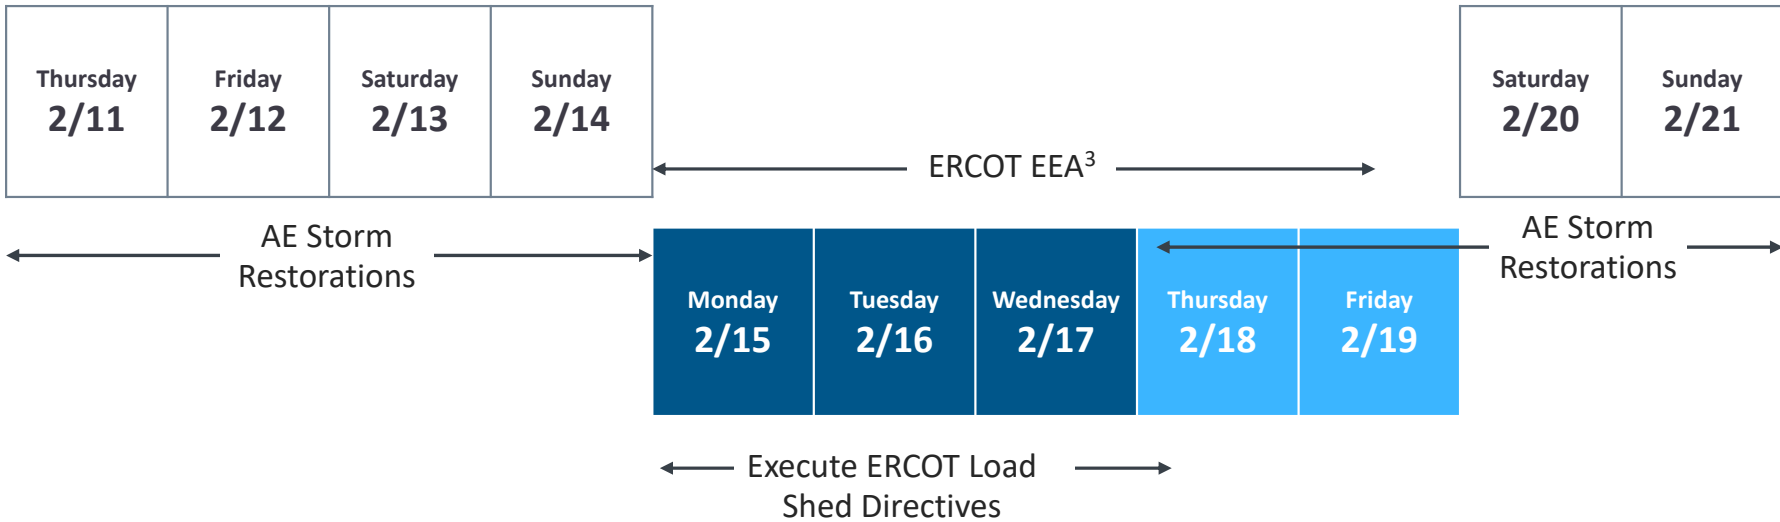 Thursday
2/11
Friday
2/12
Saturday
2/13
Sunday
2/14
Saturday
2/20
Sunday
2/21
ERCOT EEA³
AE Storm
Restorations
AE Storm
Restorations
Monday
2/15
Tuesday
2/16
Wednesday
2/17
Thursday
2/18
Friday
2/19
Execute ERCOT Load
Shed Directives